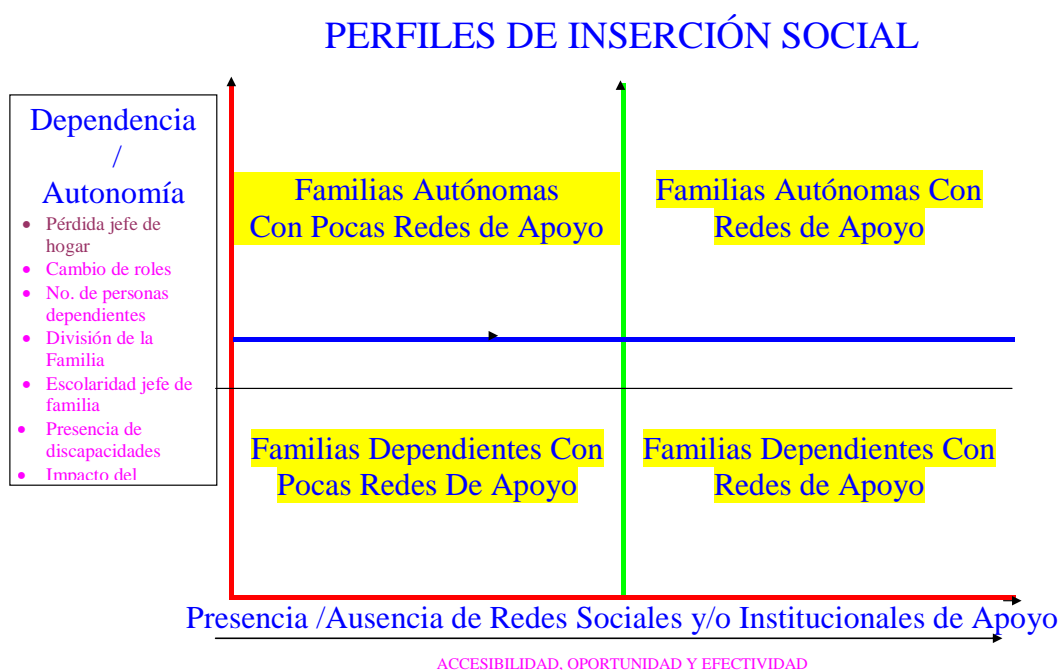 PERFILES DE INSERCIÓN SOCIAL
Dependencia
/
Autonomía
• Pérdida jefe de
hogar
• Cambio de roles
• No. de personas
dependientes
• División de la
Familia
• Escolaridad jefe de
familia
• Presencia de
discapacidades
• Impacto del
Familias Autónomas
Con Pocas Redes de Apoyo
Familias Autónomas Con
Redes de Apoyo
Familias Dependientes Con
Pocas Redes De Apoyo
Familias Dependientes Con
Redes de Apoyo
Presencia /Ausencia de Redes Sociales y/o Institucionales de Apoyo
ACCESIBILIDAD, OPORTUNIDAD Y EFECTIVIDAD